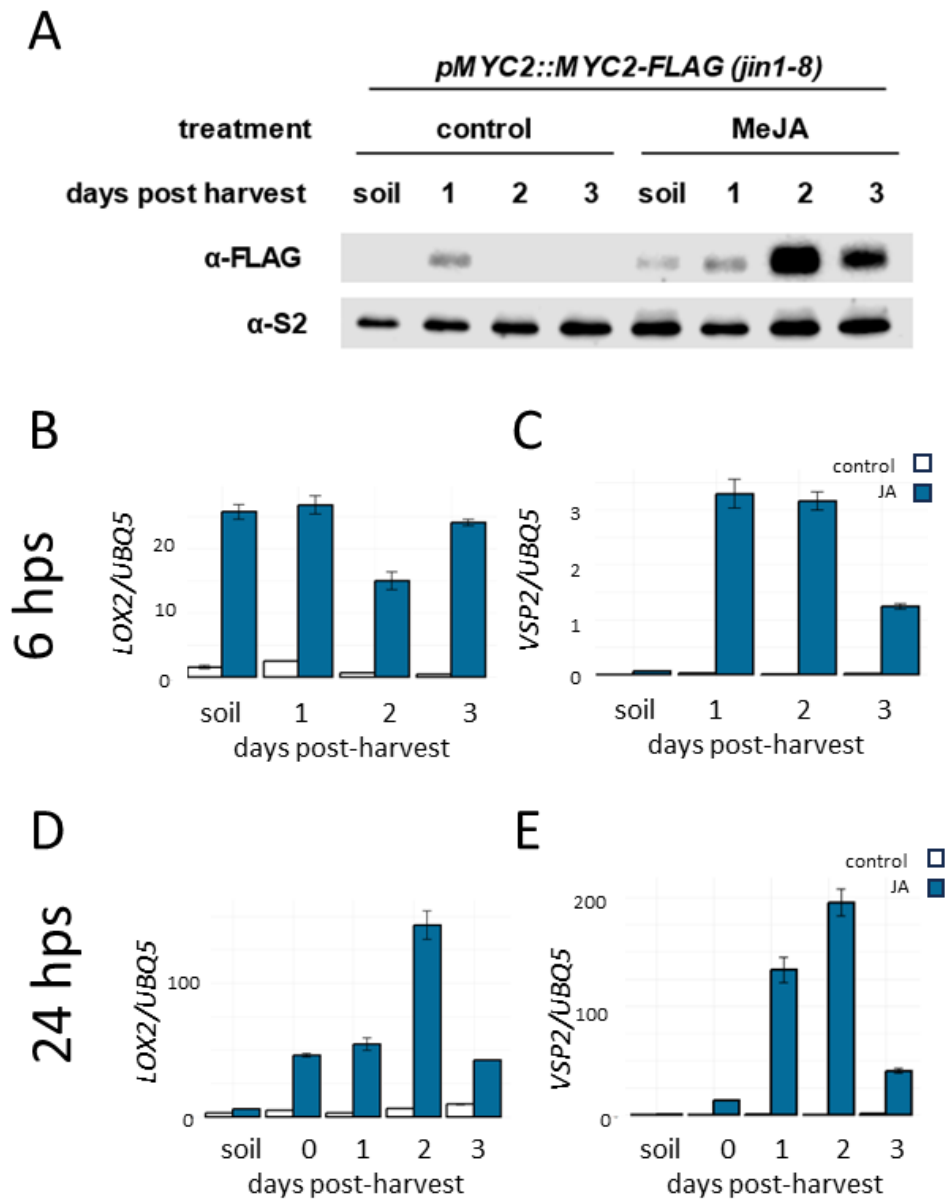 A
pMYC2::MYC2-FLAG (jin1-8)
treatment control MeJA
days post harvest soil 1 2 3 soil 1 2 3
α-FLAG
α-S2
B
6 hps
LOX2/UBQ5
20
10
0
soil 1 2 3
days post-harvest
C
control
JA
VSP2/UBQ5
3
2
1
0
soil 1 2 3
days post-harvest
D
24 hps
LOX2/UBQ5
100
0
soil 0 1 2 3
days post-harvest
E
control
JA
VSP2/UBQ5
200
100
0
soil 0 1 2 3
days post-harvest